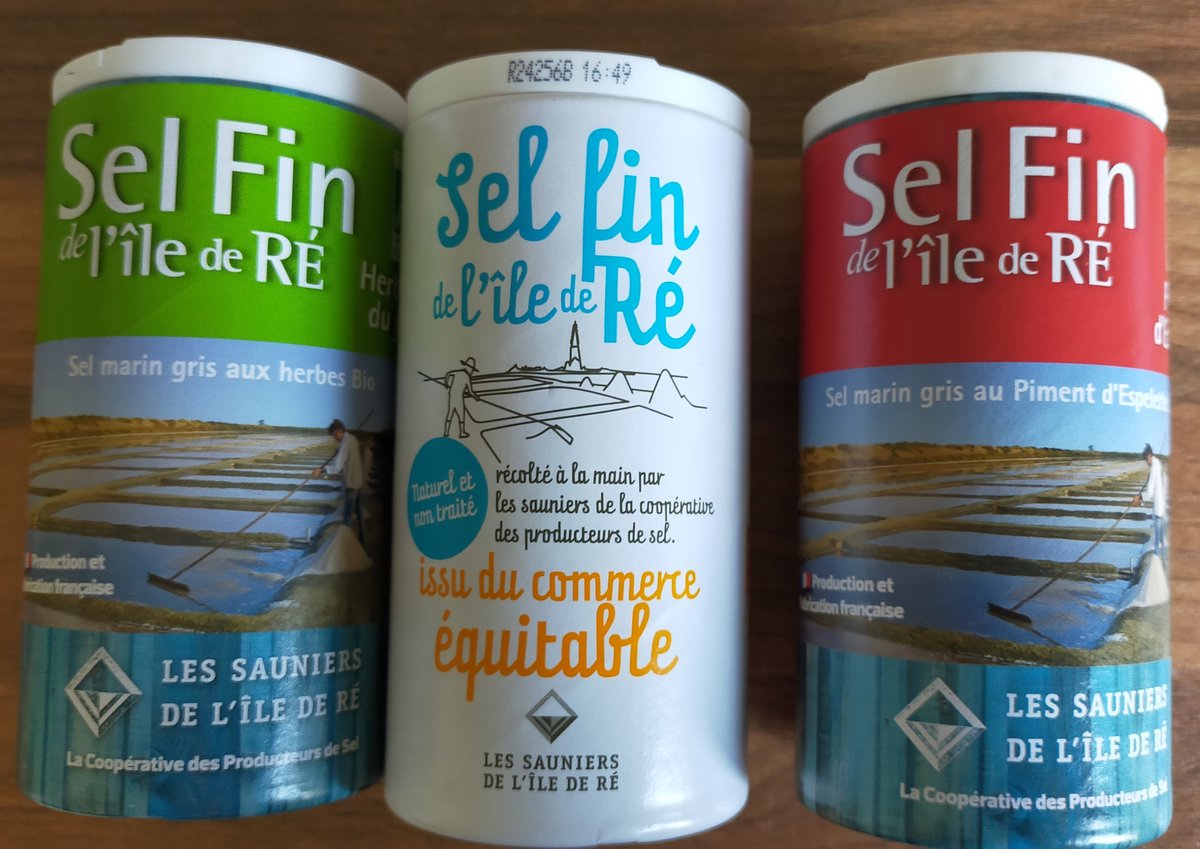 Sel Fin
de l'île de RÉ
du
Sel marin gris aux herbes Bio
Production et
française
LES SAUNIERS
DE L'ÎLE DE RÉ
La Coopérative des Producteurs de Sel
R24256B 16:49
Sel fin
de l'île de Ré
Naturel et
non traité
récolté à la main par
les sauniers de la coopérative
des producteurs de sel.
issu du commerce
équitable
LES SAUNIERS
DE L'ÎLE DE RÉ
Sel Fin
de l'île de RÉ
Sel marin gris au Piment d'Espelette
Production et
française
LES SAUNIERS
DE L'ÎLE DE RÉ
La Coopérative des Producteurs de Sel